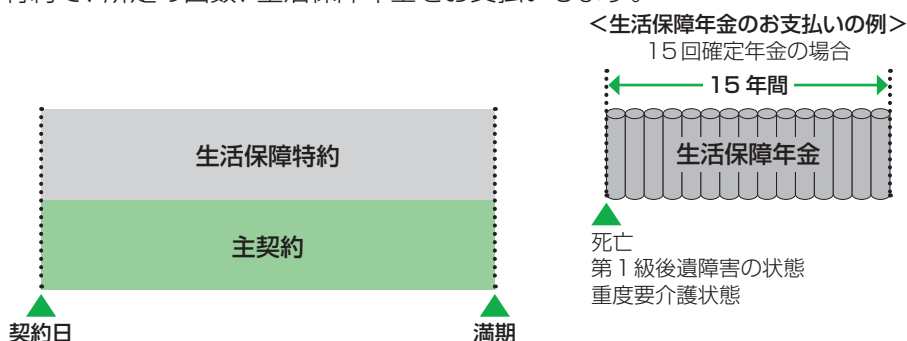 ＜生活保障年金のお支払いの例＞
15回確定年金の場合
15年間
生活保障年金
死亡
第1級後遺障害の状態
重度要介護状態
生活保障特約
主契約
契約日
満期